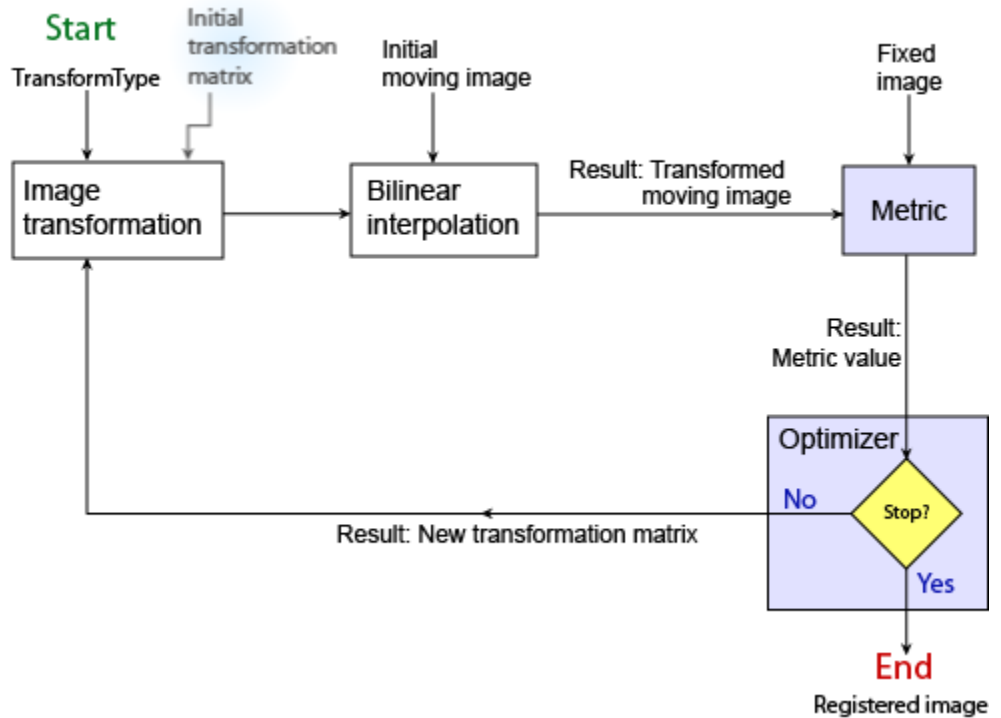 Start
TransformType
Initial
transformation
matrix
Initial
moving image
Fixed
image
Image
transformation
Bilinear
interpolation
Result: Transformed
moving image
Metric
Result:
Metric value
Optimizer
No
Stop?
Result: New transformation matrix
Yes
End
Registered image